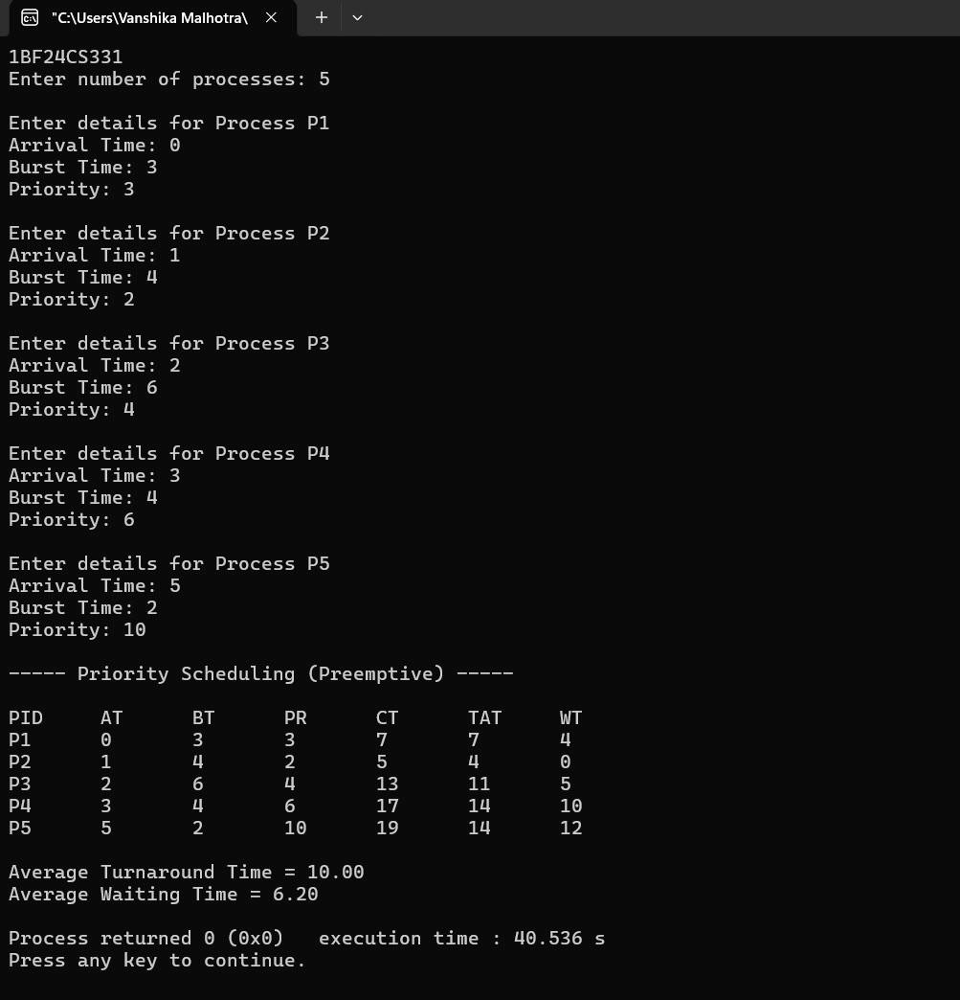 "C:\Users\Vanshika Malhotra\
1BF24CS331
Enter number of processes: 5
Enter details for Process P1
Arrival Time: 0
Burst Time: 3
Priority: 3
Enter details for Process P2
Arrival Time: 1
Burst Time: 4
Priority: 2
Enter details for Process P3
Arrival Time: 2
Burst Time: 6
Priority: 4
Enter details for Process P4
Arrival Time: 3
Burst Time: 4
Priority: 6
Enter details for Process P5
Arrival Time: 5
Burst Time: 2
Priority: 10
----- Priority Scheduling (Preemptive) -----
PID AT BT PR CT TAT WT
P1 0 3 3 7 7 4
P2 1 4 2 5 4 0
P3 2 6 4 13 11 5
P4 3 4 6 17 14 10
P5 5 2 10 19 14 12
Average Turnaround Time = 10.00
Average Waiting Time = 6.20
Process returned 0 (0x0) execution time : 40.536 s
Press any key to continue.